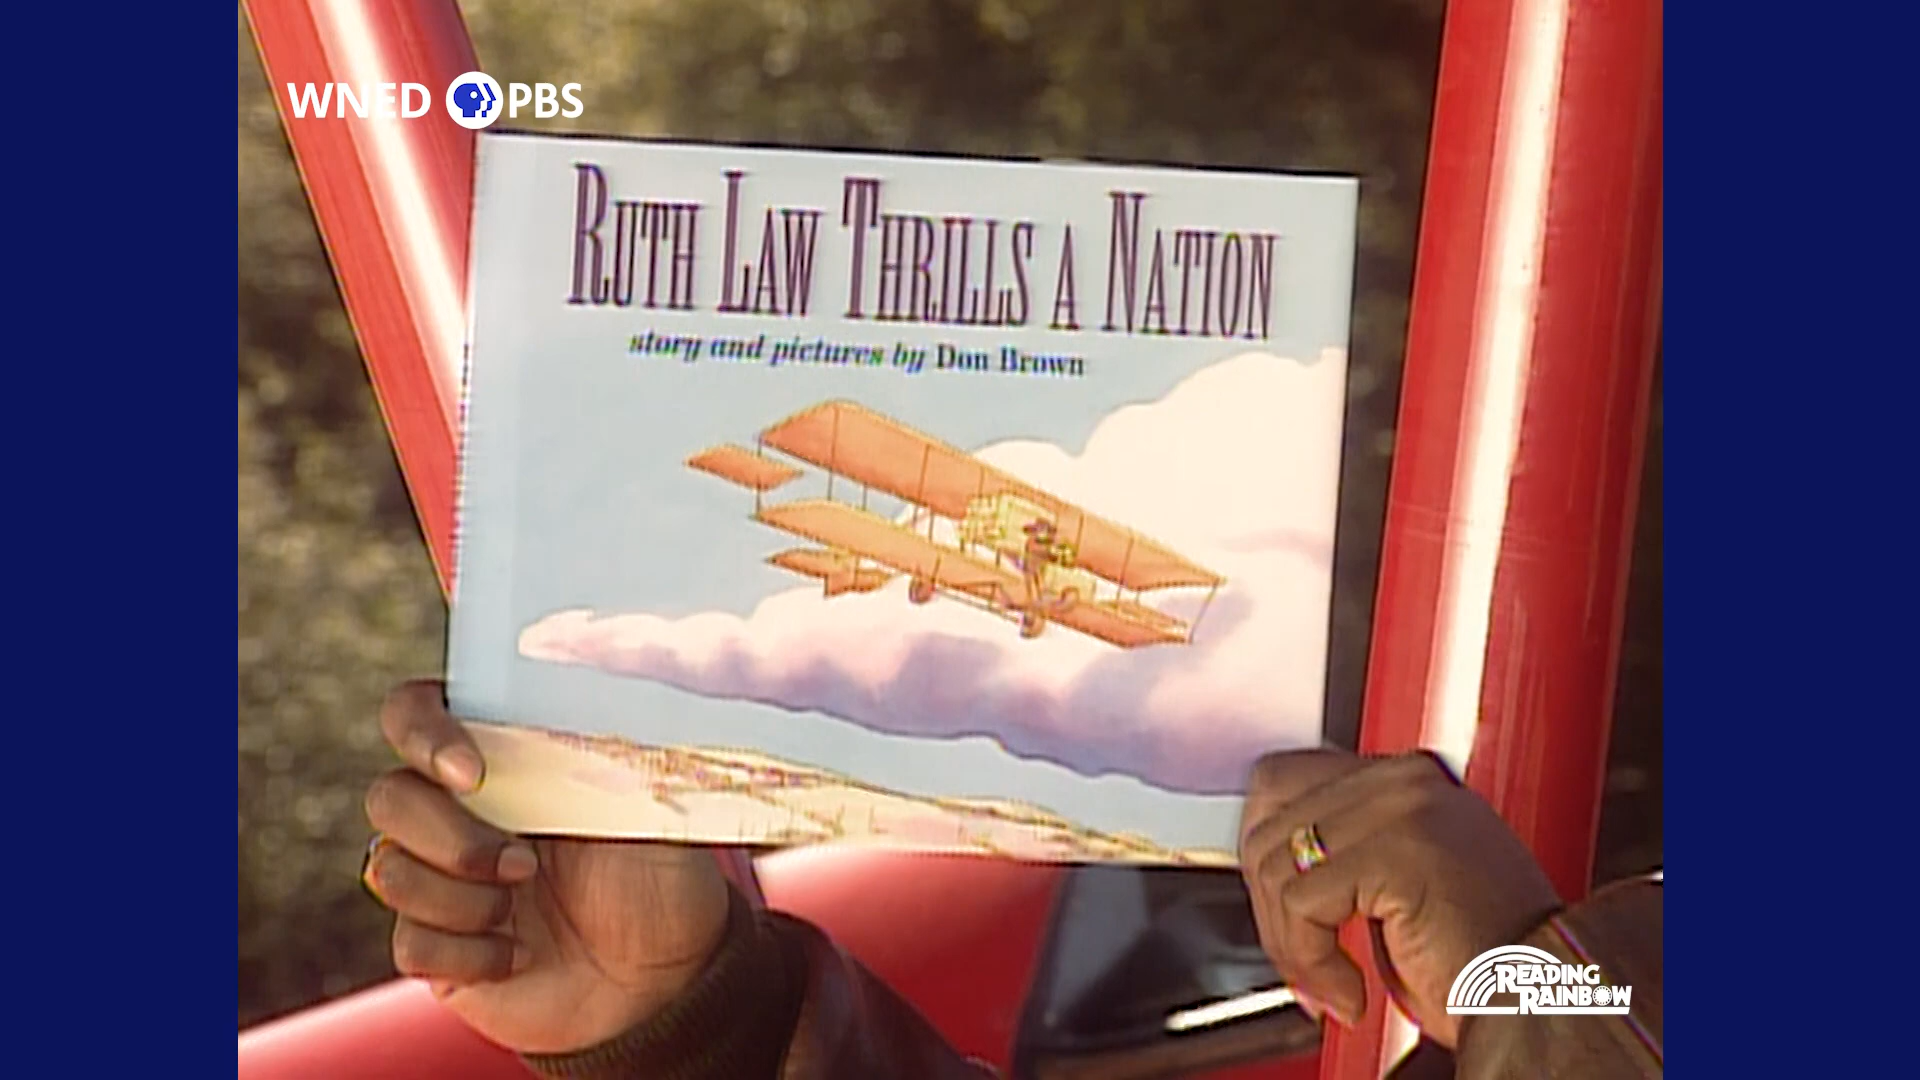 WNED PBS
RUTH LAW THRILLS A NATION
story and pictures by Don Brown
READING
RAINBOW